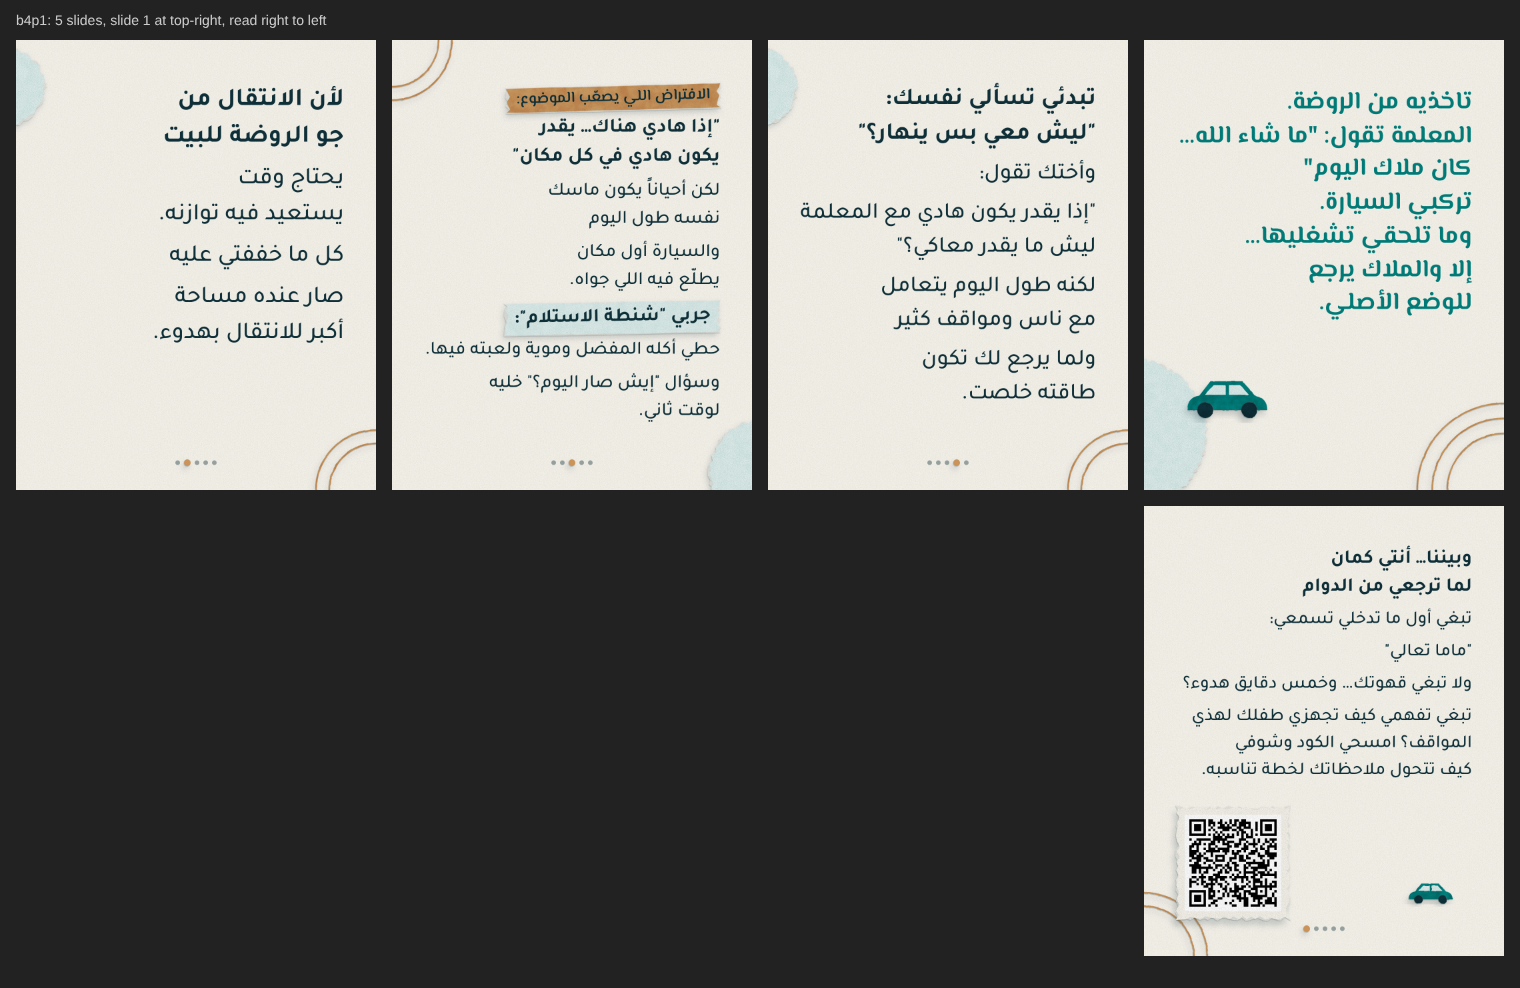 b4p1: 5 slides, slide 1 at top-right, read right to left
تاخذيه من الروضة.
المعلمة تقول: "ما شاء الله...
كان ملاك اليوم"
تركبي السيارة.
وما تلحقي تشغليها...
إلا والملاك يرجع
للوضع الأصلي.
تبدئي تسألي نفسك:
"ليش معي بس ينهار؟"
وأختك تقول:
"إذا يقدر يكون هادي مع المعلمة
ليش ما يقدر معاكي؟"
لكنه طول اليوم يتعامل
مع ناس ومواقف كثير
ولما يرجع لك تكون
طاقته خلصت.
الافتراض اللي يصعّب الموضوع:
"إذا هادي هناك... يقدر
يكون هادي في كل مكان"
لكن أحياناً يكون ماسك
نفسه طول اليوم
والسيارة أول مكان
يطلّع فيه اللي جواه.
جربي "شنطة الاستلام":
حطي أكله المفضل وموية ولعبته فيها.
وسؤال "إيش صار اليوم؟" خليه
لوقت ثاني.
لأن الانتقال من
جو الروضة للبيت
يحتاج وقت
يستعيد فيه توازنه.
كل ما خففتي عليه
صار عنده مساحة
أكبر للانتقال بهدوء.
وبيننا... أنتي كمان
لما ترجعي من الدوام
تبغي أول ما تدخلي تسمعي:
"ماما تعالي"
ولا تبغي قهوتك... وخمس دقايق هدوء؟
تبغي تفهمي كيف تجهزي طفلك لهذي
المواقف؟ امسحي الكود وشوفي
كيف تتحول ملاحظاتك لخطة تناسبه.